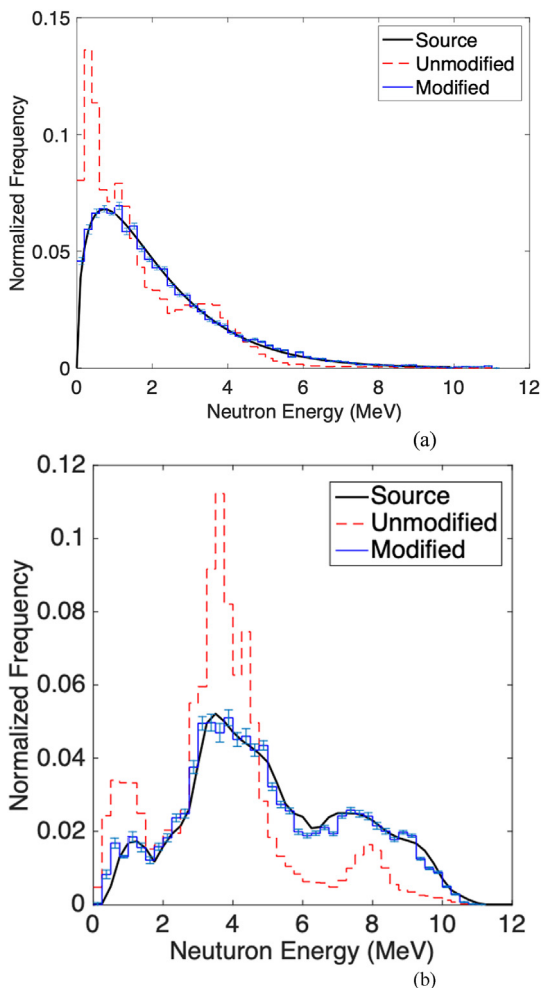 0.15
Source
Unmodified
Modified
0.1
Normalized Frequency
0.05
0
0 2 4 6 8 10 12
Neutron Energy (MeV)
(a)
0.12
Source
Unmodified
Modified
0.1
0.08
Normalized Frequency
0.06
0.04
0.02
0
0 2 4 6 8 10 12
Neuturon Energy (MeV)
(b)